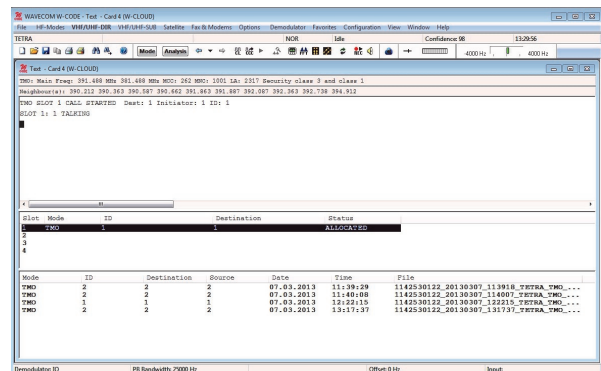 WAVECOM W-CODE - Text - Card 4 (W-CLOUD)
File HF-Modes VHF/UHF-DIR VHF/UHF-SUB Satellite Fax & Modems Options Demodulator Favorites Configuration View Window Help
TETRA NOR Idle Confidence: 98 13:29:56
Mode Analysis -4000 Hz , 4000 Hz
Text - Card 4 (W-CLOUD)
TMO: Main Freq: 391.488 MHz 381.488 MHz MCC: 262 MNC: 1001 LA: 2317 Security class 3 and class 1
Neighbour(s): 390.212 390.363 390.587 390.662 391.863 391.887 392.087 392.363 392.738 394.912
TMO SLOT 1 CALL STARTED Dest: 1 Initiator: 1 ID: 1
SLOT 1: 1 TALKING
Slot Mode ID Destination Status
1 TMO 1 1 ALLOCATED
2
3
4
Mode ID Destination Source Date Time File
TMO 2 2 2 07.03.2013 11:39:29 1142530122_20130307_113918_TETRA_TMO_...
TMO 2 2 2 07.03.2013 11:40:08 1142530122_20130307_114007_TETRA_TMO_...
TMO 1 1 1 07.03.2013 12:22:15 1142530122_20130307_122215_TETRA_TMO_...
TMO 2 2 2 07.03.2013 13:17:37 1142530122_20130307_131737_TETRA_TMO_...
Demodulator: IQ PB Bandwidth: 25000 Hz Offset: 0 Hz Input: